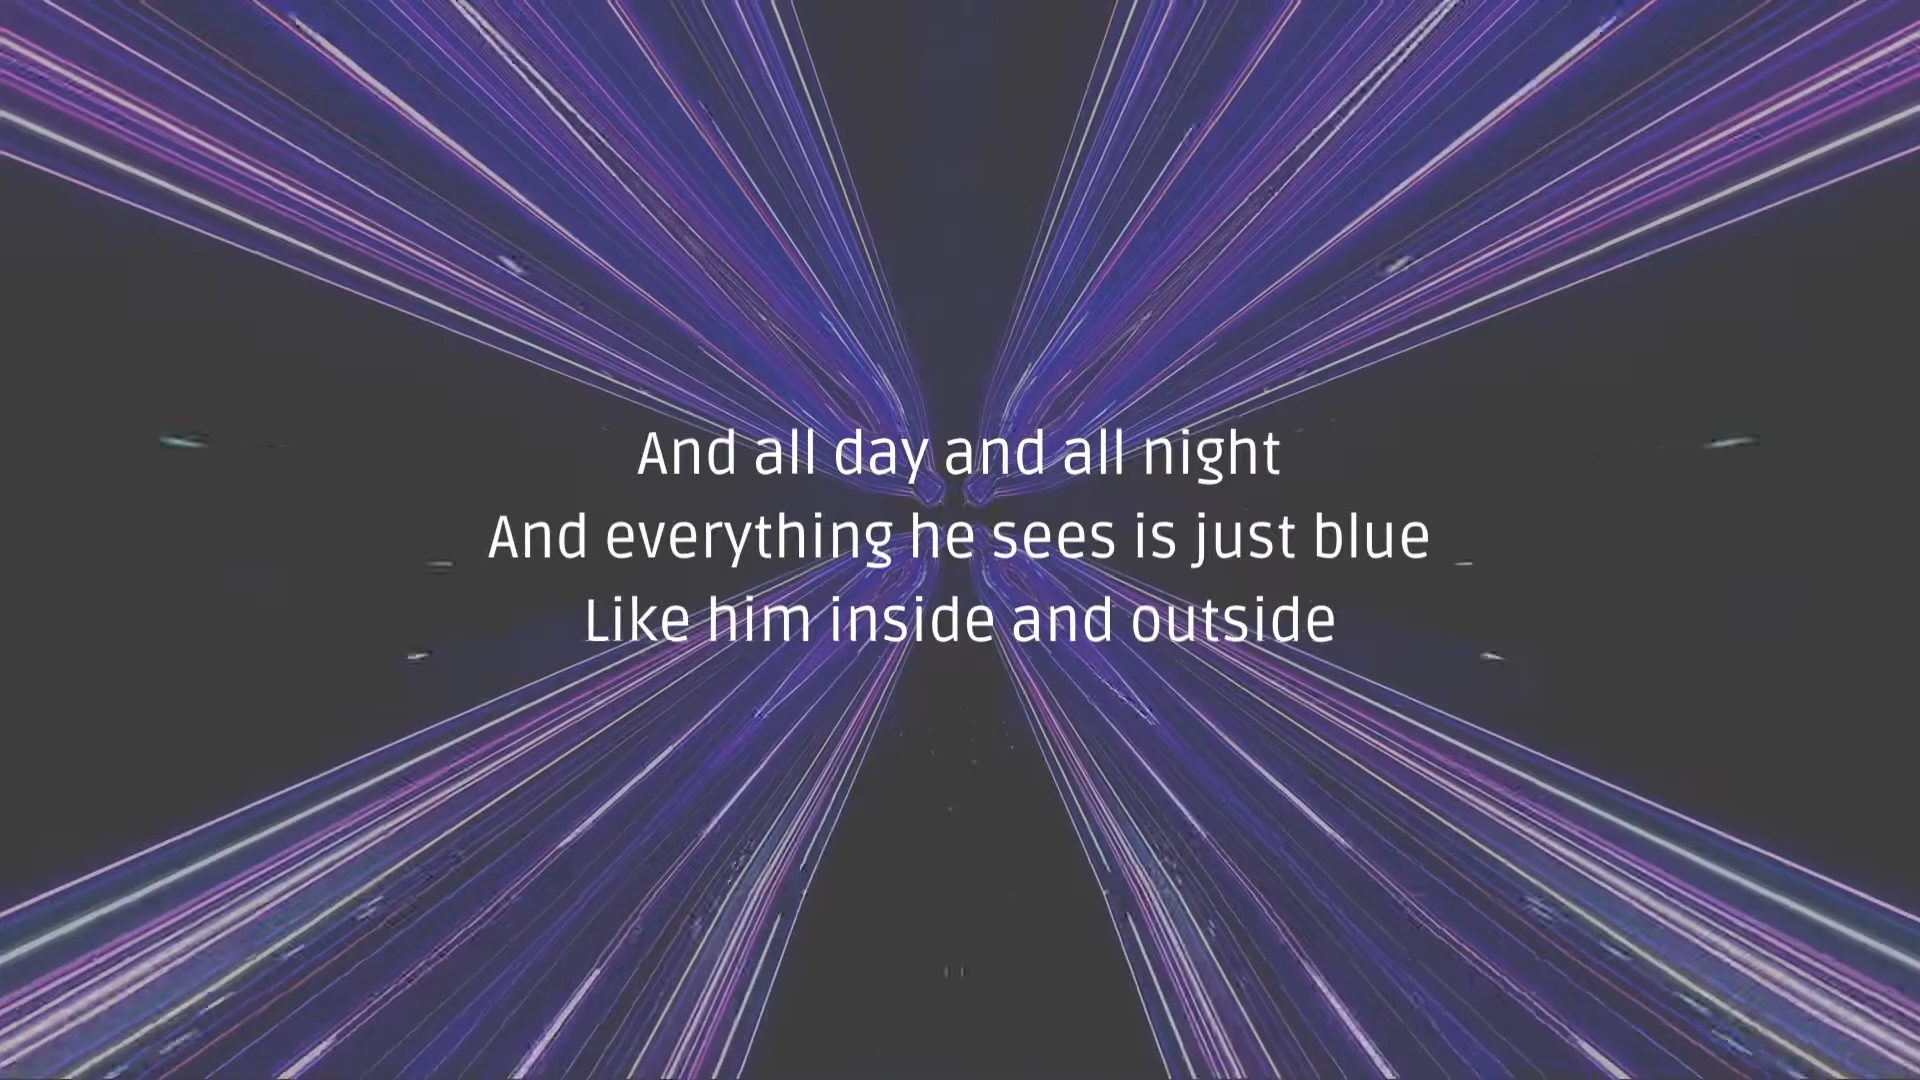 And all day and all night
And everything he sees is just blue
Like him inside and outside